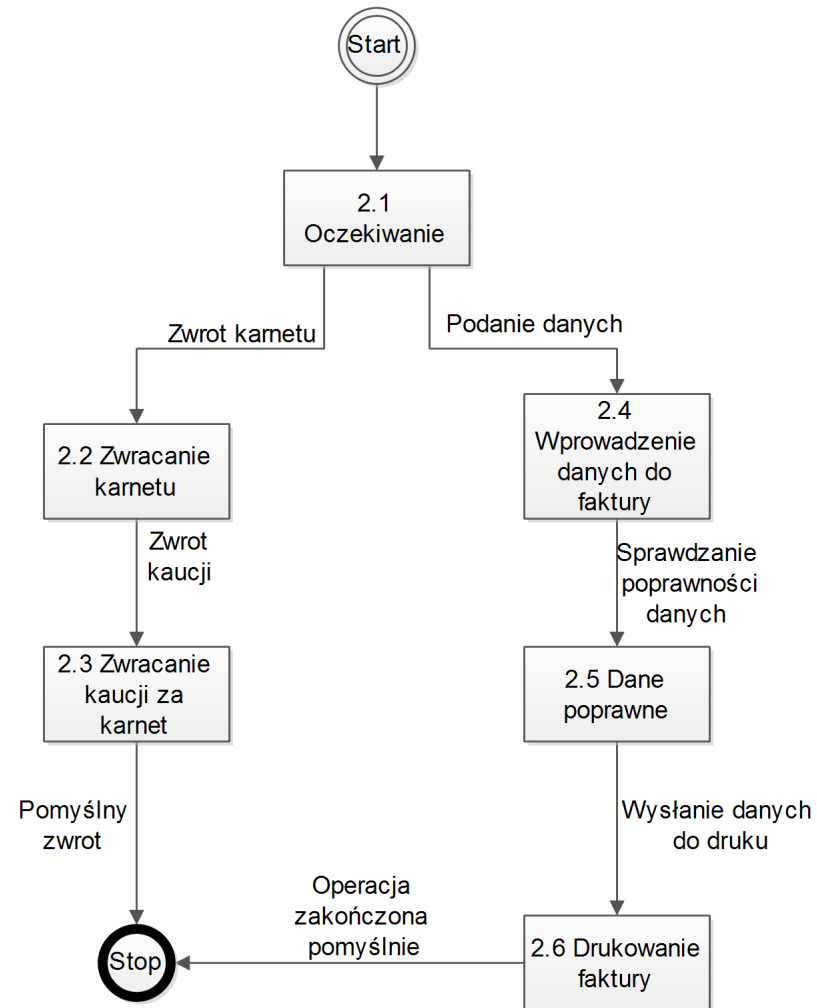 Start
2.1
Oczekiwanie
Zwrot karnetu
Podanie danych
2.4
Wprowadzenie
danych do
faktury
2.2 Zwracanie
karnetu
Zwrot
kaucji
Sprawdzanie
poprawności
danych
2.3 Zwracanie
kaucji za
karnet
2.5 Dane
poprawne
Pomyślny
zwrot
Wysłanie danych
do druku
Operacja
zakończona
pomyślnie
Stop
2.6 Drukowanie
faktury